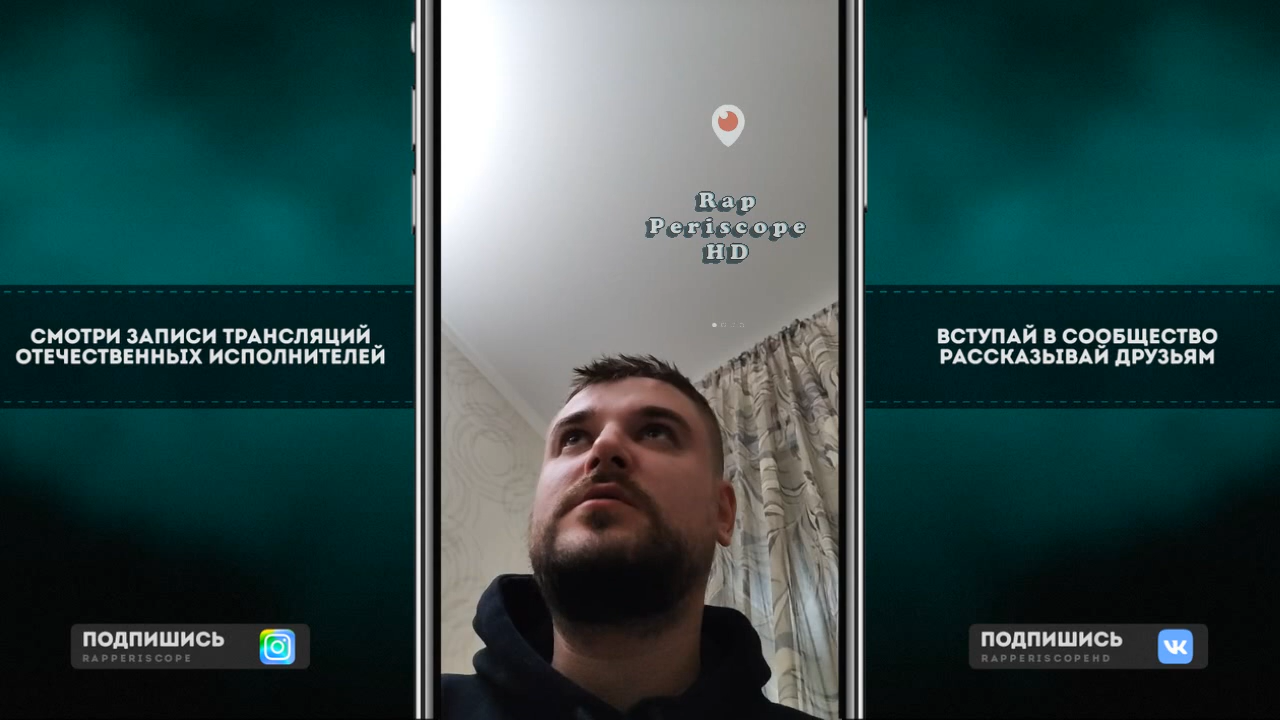 Rap
Periscope
HD
СМОТРИ ЗАПИСИ ТРАНСЛЯЦИЙ
ОТЕЧЕСТВЕННЫХ ИСПОЛНИТЕЛЕЙ
ВСТУПАЙ В СООБЩЕСТВО
РАССКАЗЫВАЙ ДРУЗЬЯМ
ПОДПИШИСЬ
RAPPERISCOPE
ПОДПИШИСЬ
RAPPERISCOPEHD